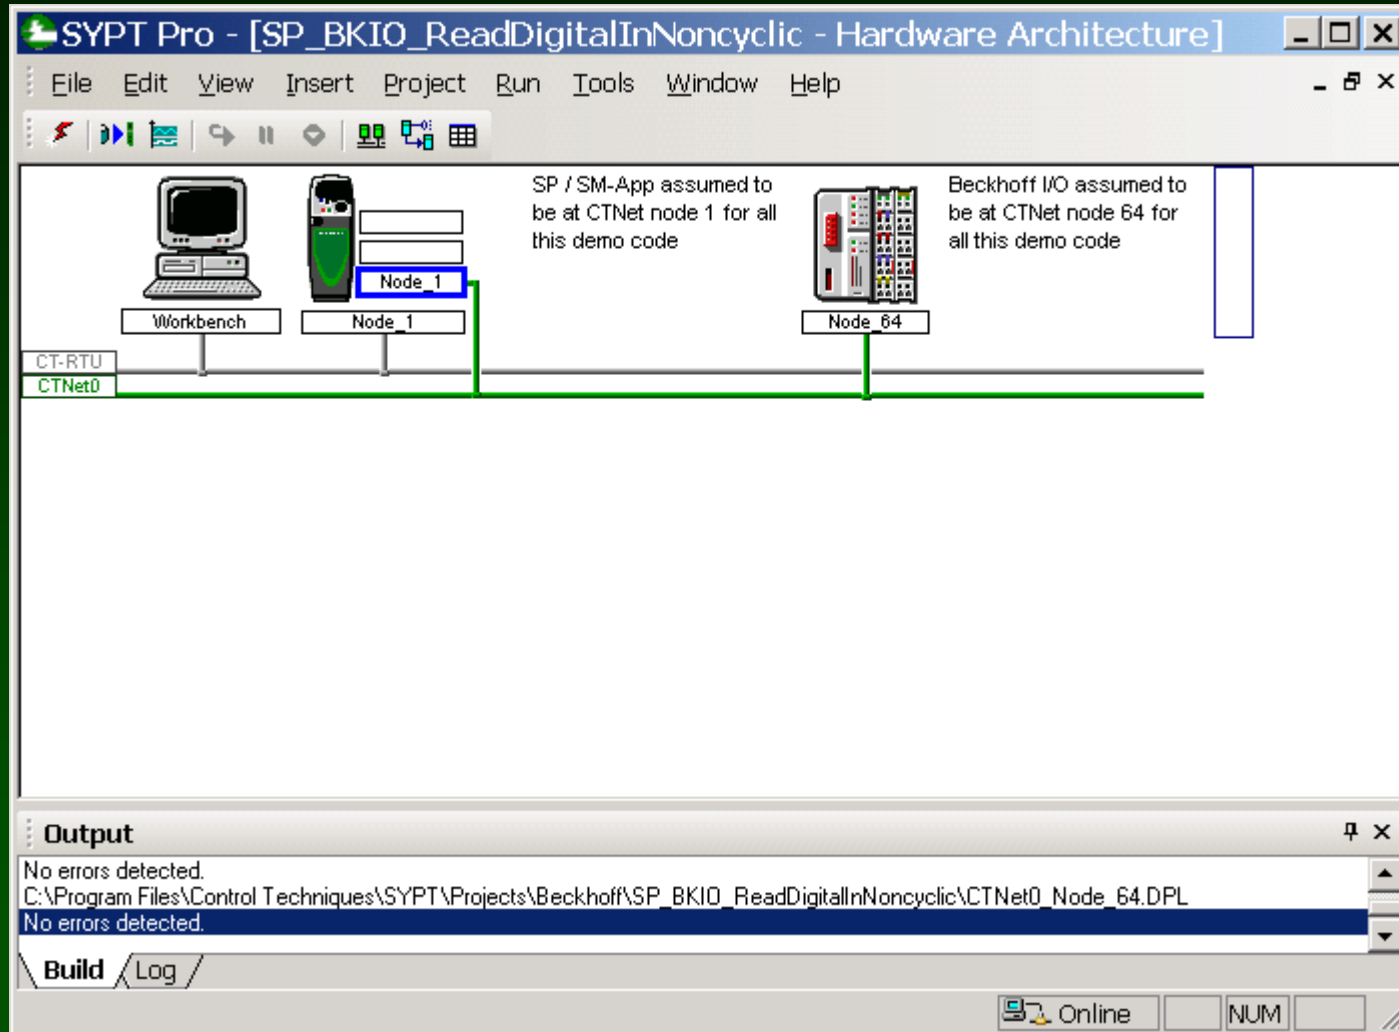 SYPT Pro - [SP_BKIO_ReadDigitalInNoncyclic - Hardware Architecture]
File Edit View Insert Project Run Tools Window Help
SP / SM-App assumed to
be at CTNet node 1 for all
this demo code
Beckhoff I/O assumed to
be at CTNet node 64 for
all this demo code
Node_1
Workbench
Node_1
Node_64
CT-RTU
CTNet0
Output
No errors detected.
C:\Program Files\Control Techniques\SYPT\Projects\Beckhoff\SP_BKIO_ReadDigitalInNoncyclic\CTNet0_Node_64.DPL
No errors detected.
Build Log
Online NUM